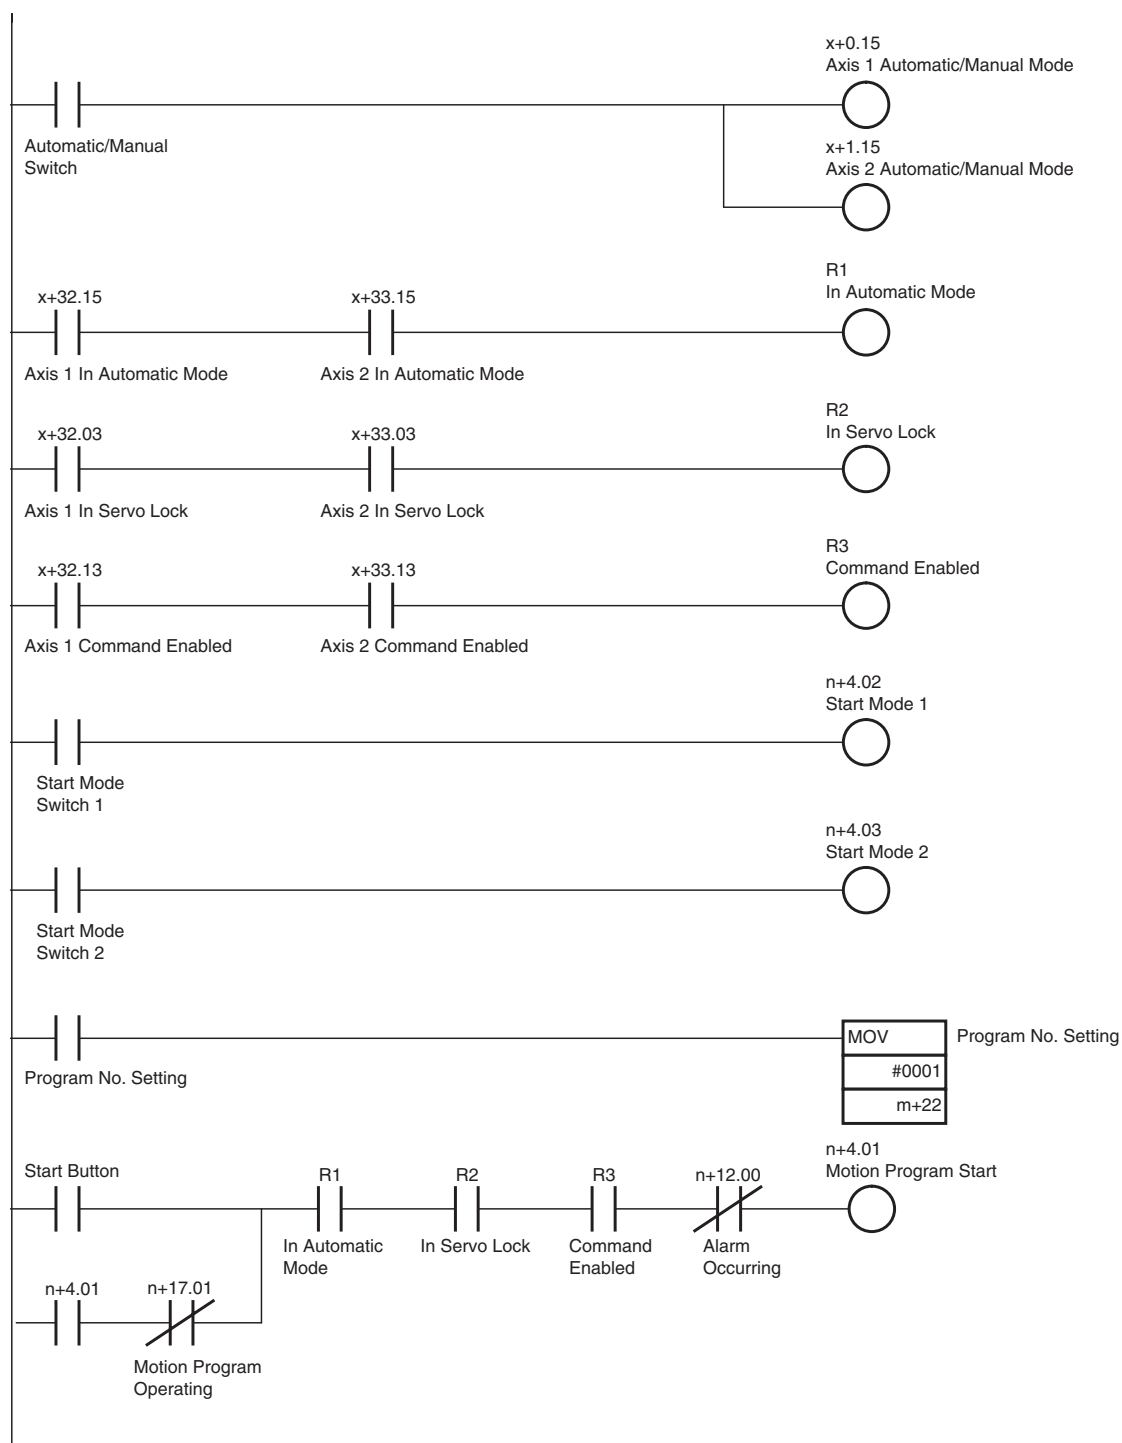 x+0.15
Axis 1 Automatic/Manual Mode
Automatic/Manual
Switch
x+1.15
Axis 2 Automatic/Manual Mode
R1
In Automatic Mode
x+32.15
x+33.15
Axis 1 In Automatic Mode
Axis 2 In Automatic Mode
R2
In Servo Lock
x+32.03
x+33.03
Axis 1 In Servo Lock
Axis 2 In Servo Lock
R3
Command Enabled
x+32.13
x+33.13
Axis 1 Command Enabled
Axis 2 Command Enabled
n+4.02
Start Mode 1
Start Mode
Switch 1
n+4.03
Start Mode 2
Start Mode
Switch 2
MOV
Program No. Setting
#0001
m+22
Program No. Setting
n+4.01
Motion Program Start
Start Button
R1
R2
R3
n+12.00
In Automatic
Mode
In Servo Lock
Command
Enabled
Alarm
Occurring
n+4.01
n+17.01
Motion Program
Operating